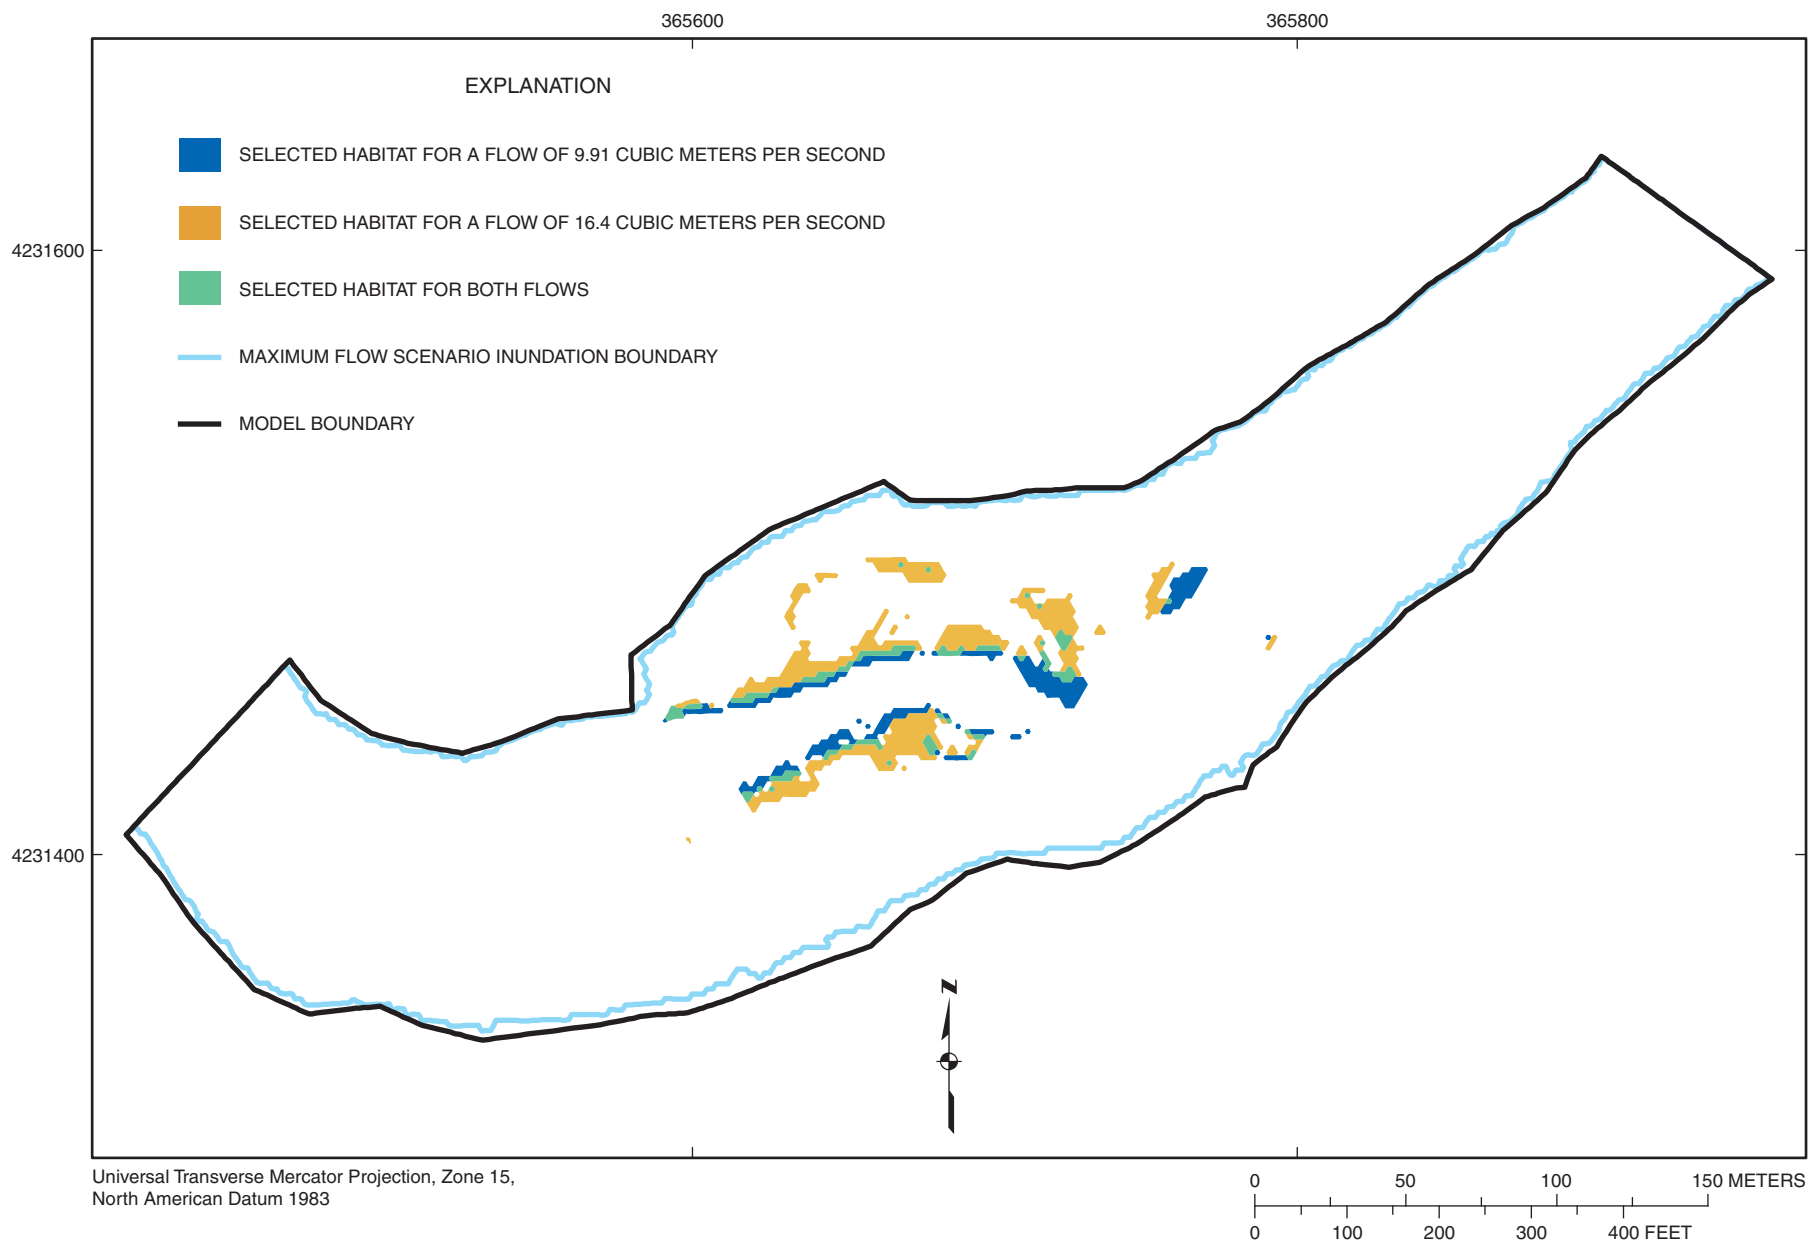 365600 365800
EXPLANATION
SELECTED HABITAT FOR A FLOW OF 9.91 CUBIC METERS PER SECOND
SELECTED HABITAT FOR A FLOW OF 16.4 CUBIC METERS PER SECOND
4231600
SELECTED HABITAT FOR BOTH FLOWS
MAXIMUM FLOW SCENARIO INUNDATION BOUNDARY
MODEL BOUNDARY
4231400
N
Universal Transverse Mercator Projection, Zone 15,
North American Datum 1983
0 50 100 150 METERS
0 100 200 300 400 FEET